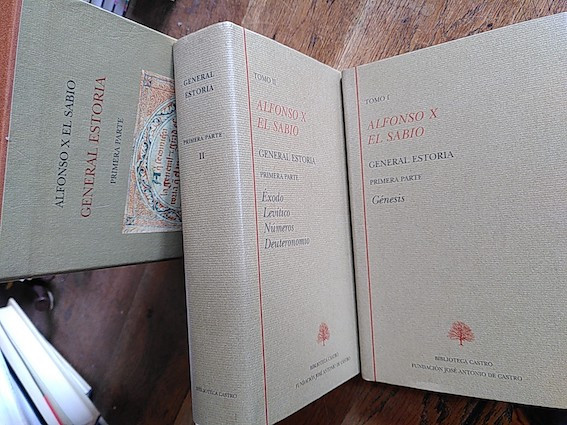 ALFONSO X EL SABIO
GENERAL ESTORIA
PRIMERA PARTE
GENERAL
ESTORIA
PRIMERA PARTE
II
BIBLIOTECA CASTRO
TOMO II
ALFONSO X
EL SABIO
GENERAL ESTORIA
PRIMERA PARTE
Éxodo
Levítico
Números
Deuteronomio
BIBLIOTECA CASTRO
FUNDACIÓN JOSÉ ANTONIO DE CASTRO
TOMO I
ALFONSO X
EL SABIO
GENERAL ESTORIA
PRIMERA PARTE
Génesis
BIBLIOTECA CASTRO
FUNDACIÓN JOSÉ ANTONIO DE CASTRO